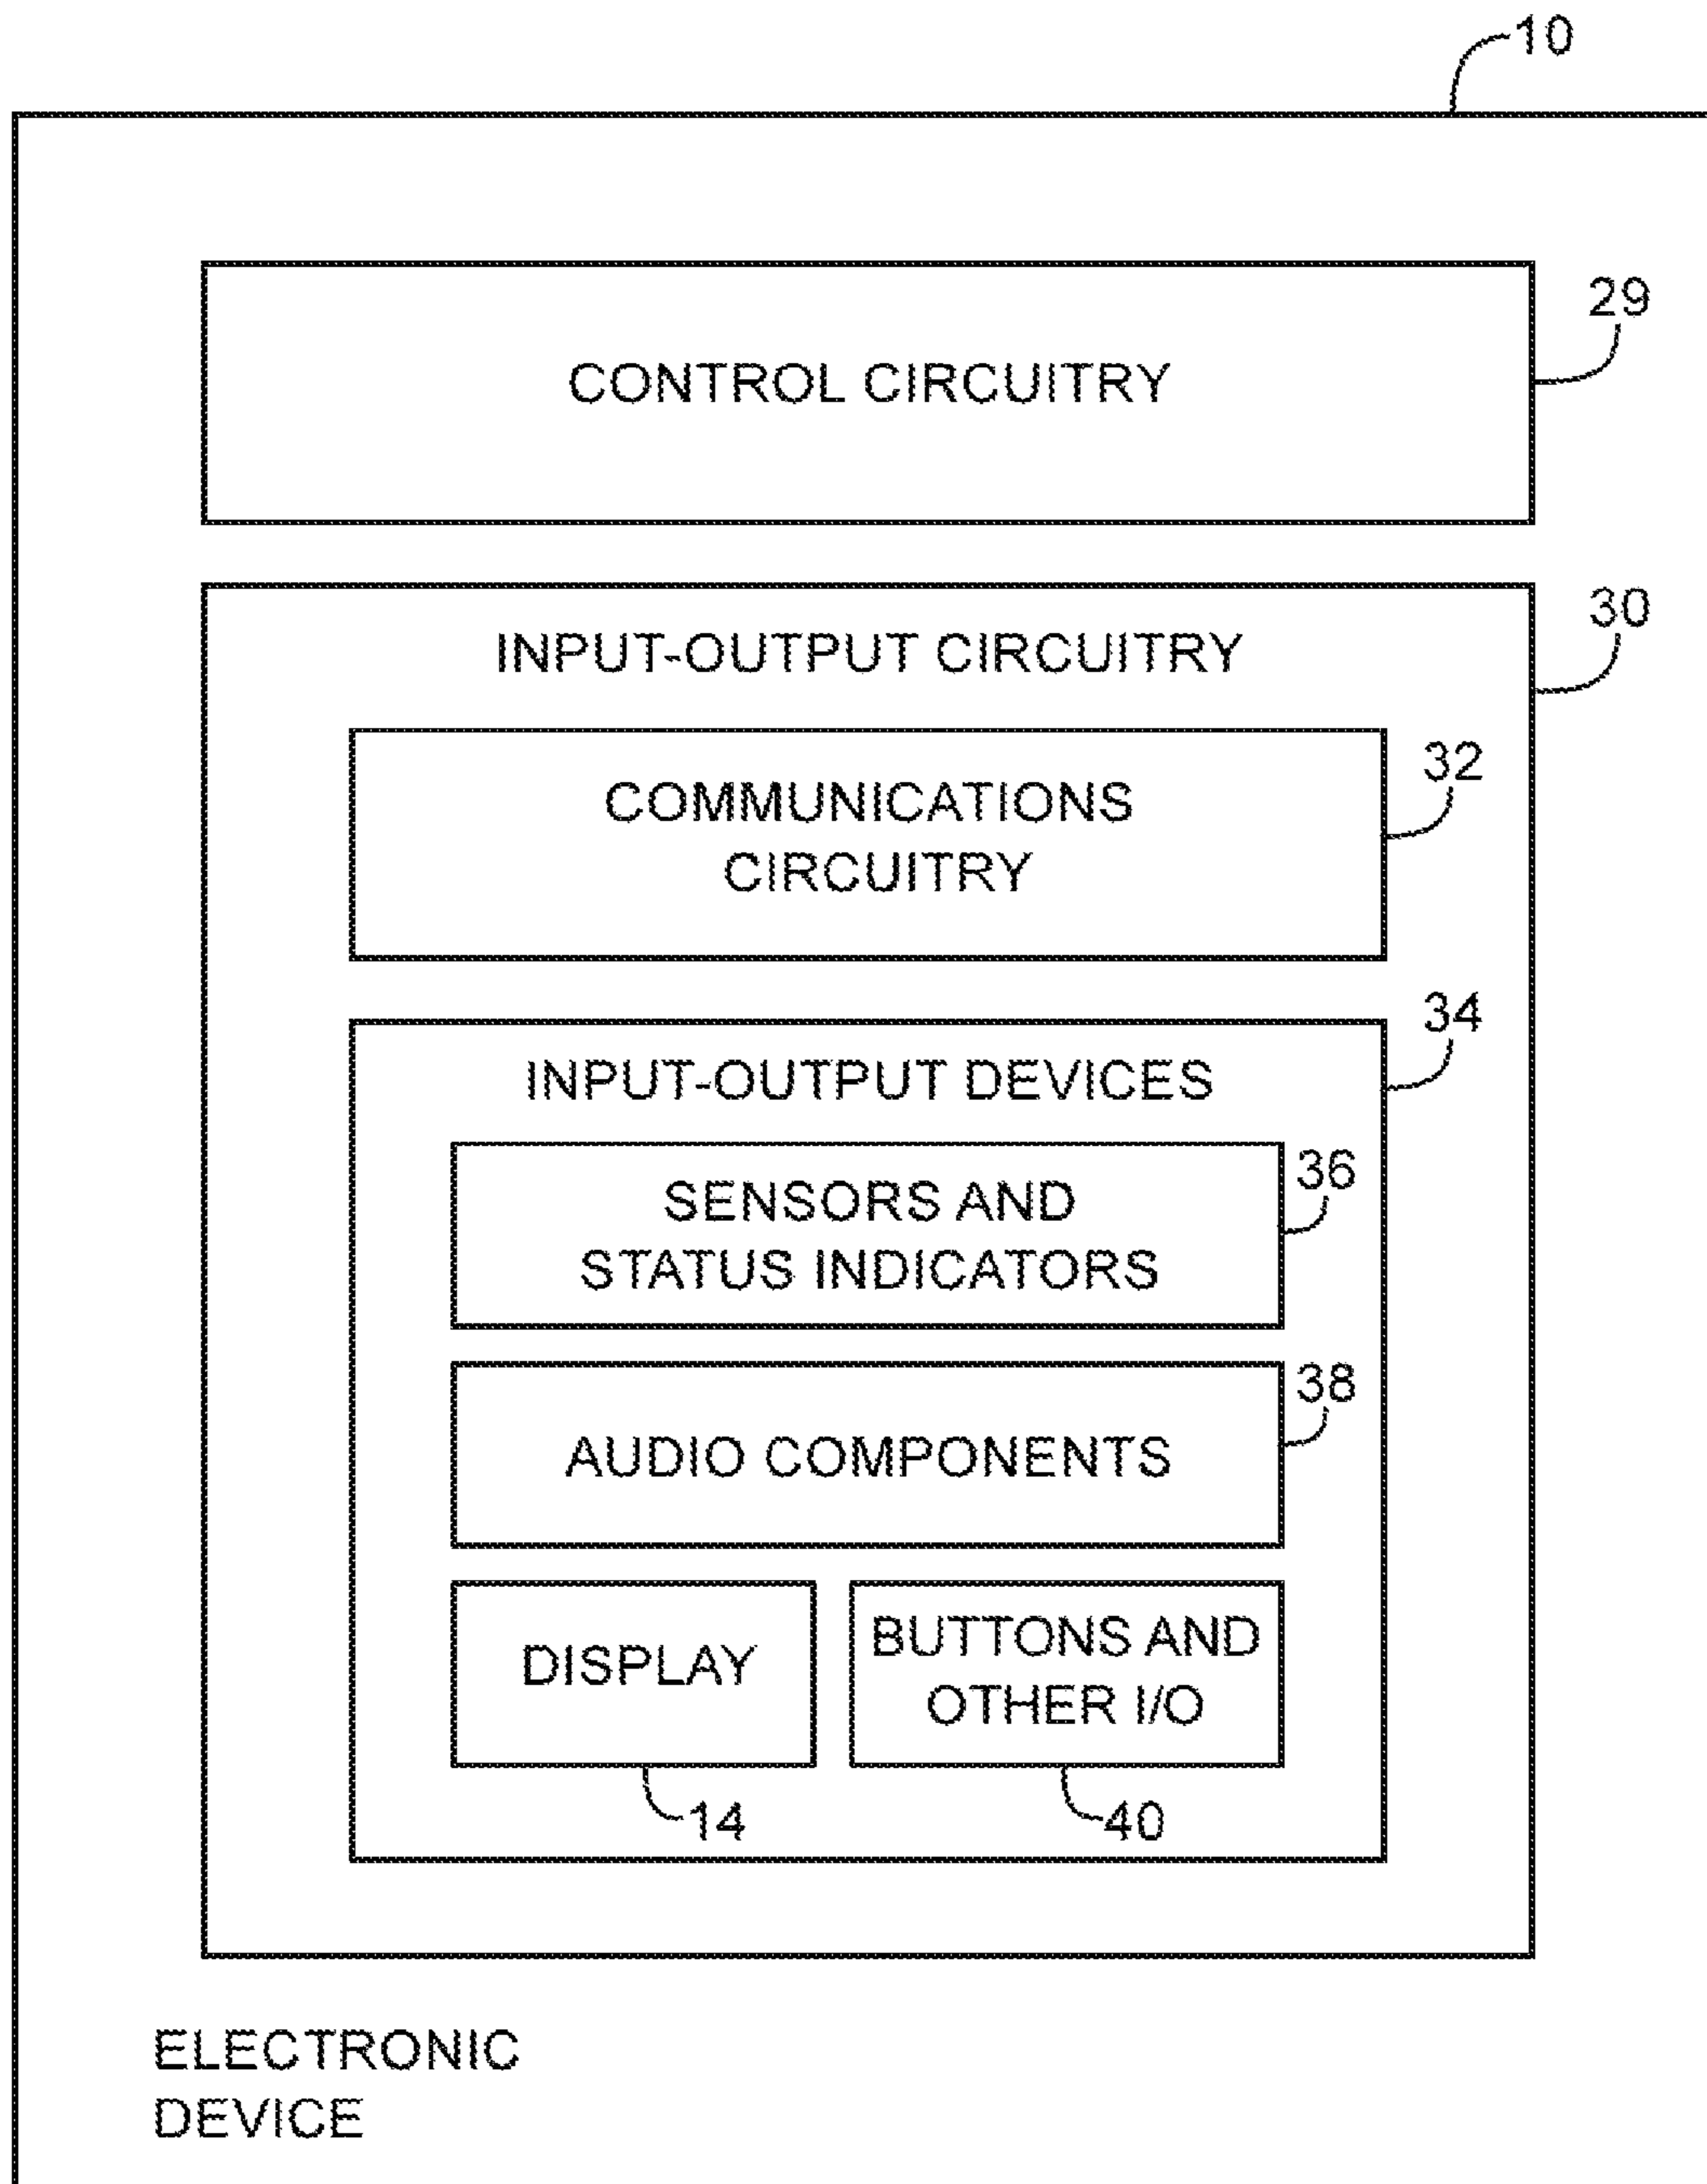 10
CONTROL CIRCUITRY
29
INPUT-OUTPUT CIRCUITRY
30
COMMUNICATIONS
CIRCUITRY
32
INPUT-OUTPUT DEVICES
34
SENSORS AND
STATUS INDICATORS
36
AUDIO COMPONENTS
38
DISPLAY
14
BUTTONS AND
OTHER I/O
40
ELECTRONIC
DEVICE